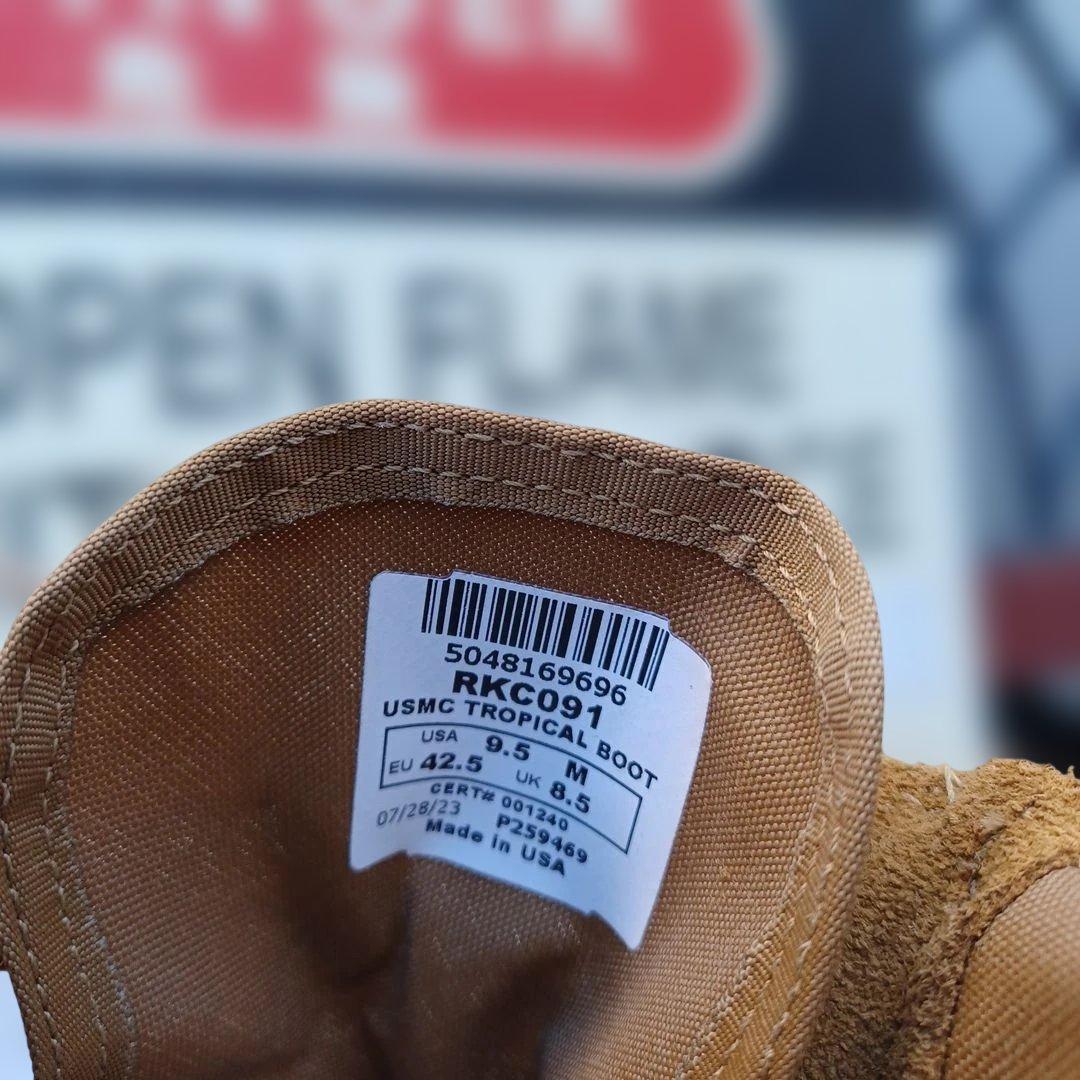 OPEN FLAME
5048169696
RKC091
USMC TROPICAL BOOT
USA 9.5 M
EU 42.5 UK 8.5
CERT# 001240
07/28/23 P259469
Made in USA